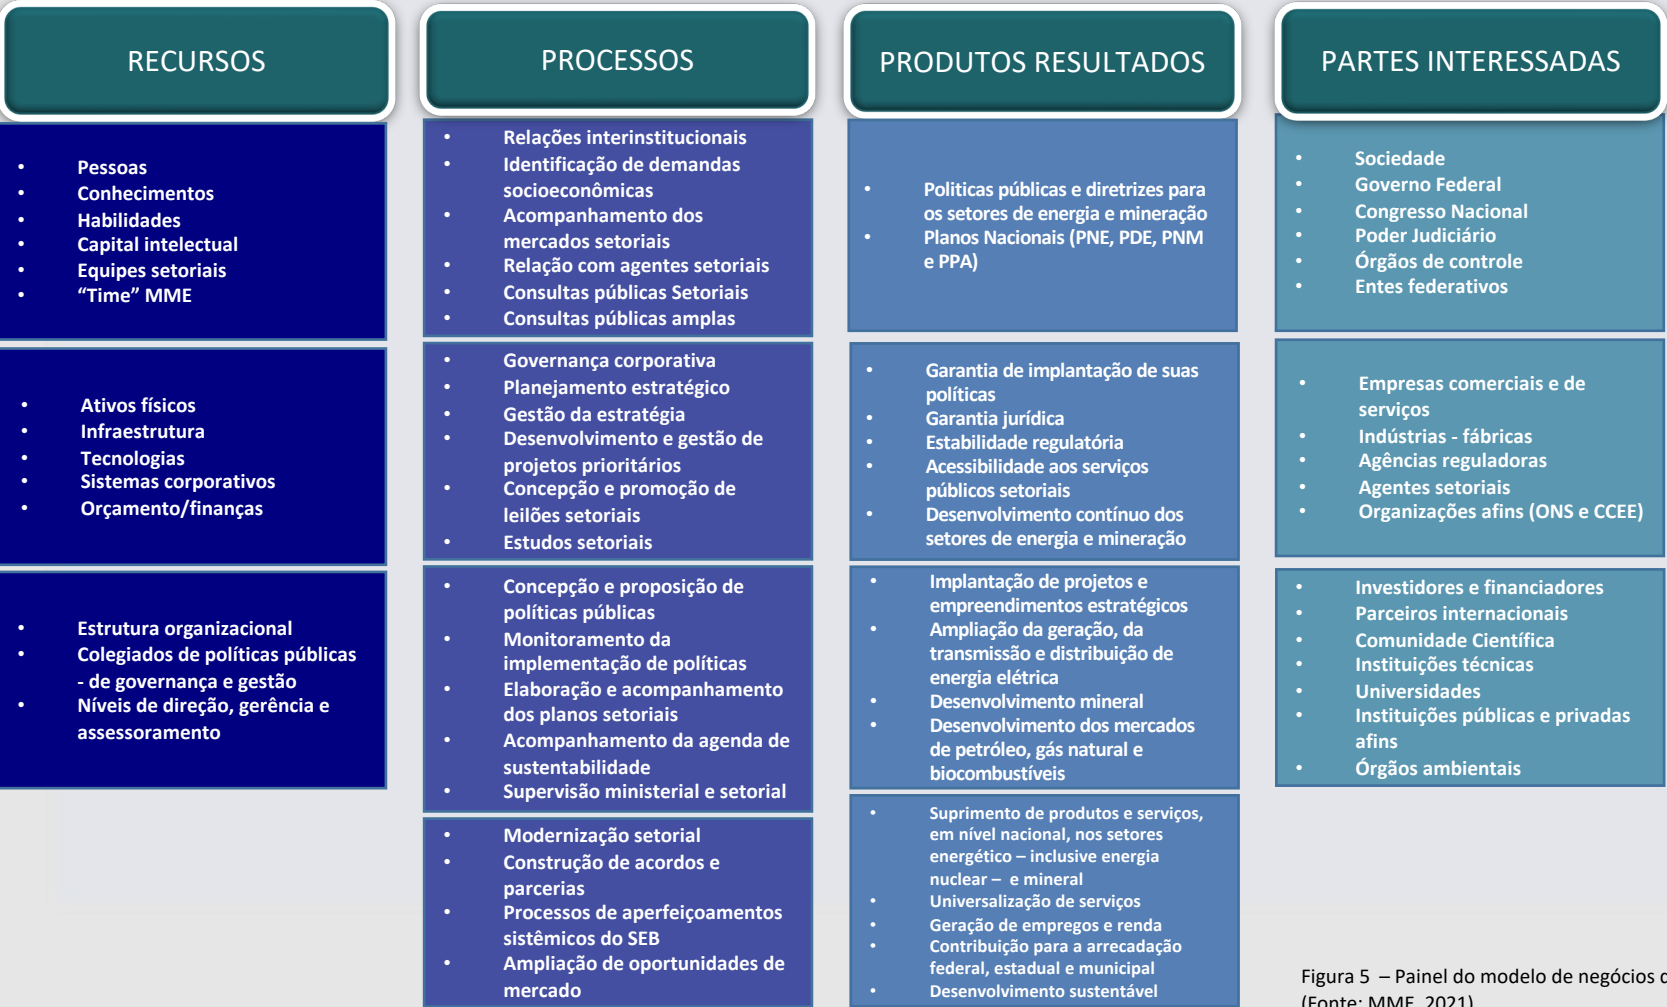 RECURSOS
• Pessoas
• Conhecimentos
• Habilidades
• Capital intelectual
• Equipes setoriais
• “Time” MME
• Ativos físicos
• Infraestrutura
• Tecnologias
• Sistemas corporativos
• Orçamento/finanças
• Estrutura organizacional
• Colegiados de políticas públicas
- de governança e gestão
• Níveis de direção, gerência e
assessoramento
PROCESSOS
• Relações interinstitucionais
• Identificação de demandas
socioeconômicas
• Acompanhamento dos
mercados setoriais
• Relação com agentes setoriais
• Consultas públicas Setoriais
• Consultas públicas amplas
• Governança corporativa
• Planejamento estratégico
• Gestão da estratégia
• Desenvolvimento e gestão de
projetos prioritários
• Concepção e promoção de
leilões setoriais
• Estudos setoriais
• Concepção e proposição de
políticas públicas
• Monitoramento da
implementação de políticas
• Elaboração e acompanhamento
dos planos setoriais
• Acompanhamento da agenda de
sustentabilidade
• Supervisão ministerial e setorial
• Modernização setorial
• Construção de acordos e
parcerias
• Processos de aperfeiçoamentos
sistêmicos do SEB
• Ampliação de oportunidades de
mercado
PRODUTOS RESULTADOS
• Politicas públicas e diretrizes para
os setores de energia e mineração
• Planos Nacionais (PNE, PDE, PNM
e PPA)
• Garantia de implantação de suas
políticas
• Garantia jurídica
• Estabilidade regulatória
• Acessibilidade aos serviços
públicos setoriais
• Desenvolvimento contínuo dos
setores de energia e mineração
• Implantação de projetos e
empreendimentos estratégicos
• Ampliação da geração, da
transmissão e distribuição de
energia elétrica
• Desenvolvimento mineral
• Desenvolvimento dos mercados
de petróleo, gás natural e
biocombustíveis
• Suprimento de produtos e serviços,
em nível nacional, nos setores
energético – inclusive energia
nuclear – e mineral
• Universalização de serviços
• Geração de empregos e renda
• Contribuição para a arrecadação
federal, estadual e municipal
• Desenvolvimento sustentável
PARTES INTERESSADAS
• Sociedade
• Governo Federal
• Congresso Nacional
• Poder Judiciário
• Órgãos de controle
• Entes federativos
• Empresas comerciais e de
serviços
• Indústrias - fábricas
• Agências reguladoras
• Agentes setoriais
• Organizações afins (ONS e CCEE)
• Investidores e financiadores
• Parceiros internacionais
• Comunidade Científica
• Instituições técnicas
• Universidades
• Instituições públicas e privadas
afins
• Órgãos ambientais
Figura 5 – Painel do modelo de negócios
(Fonte: MME, 2021)